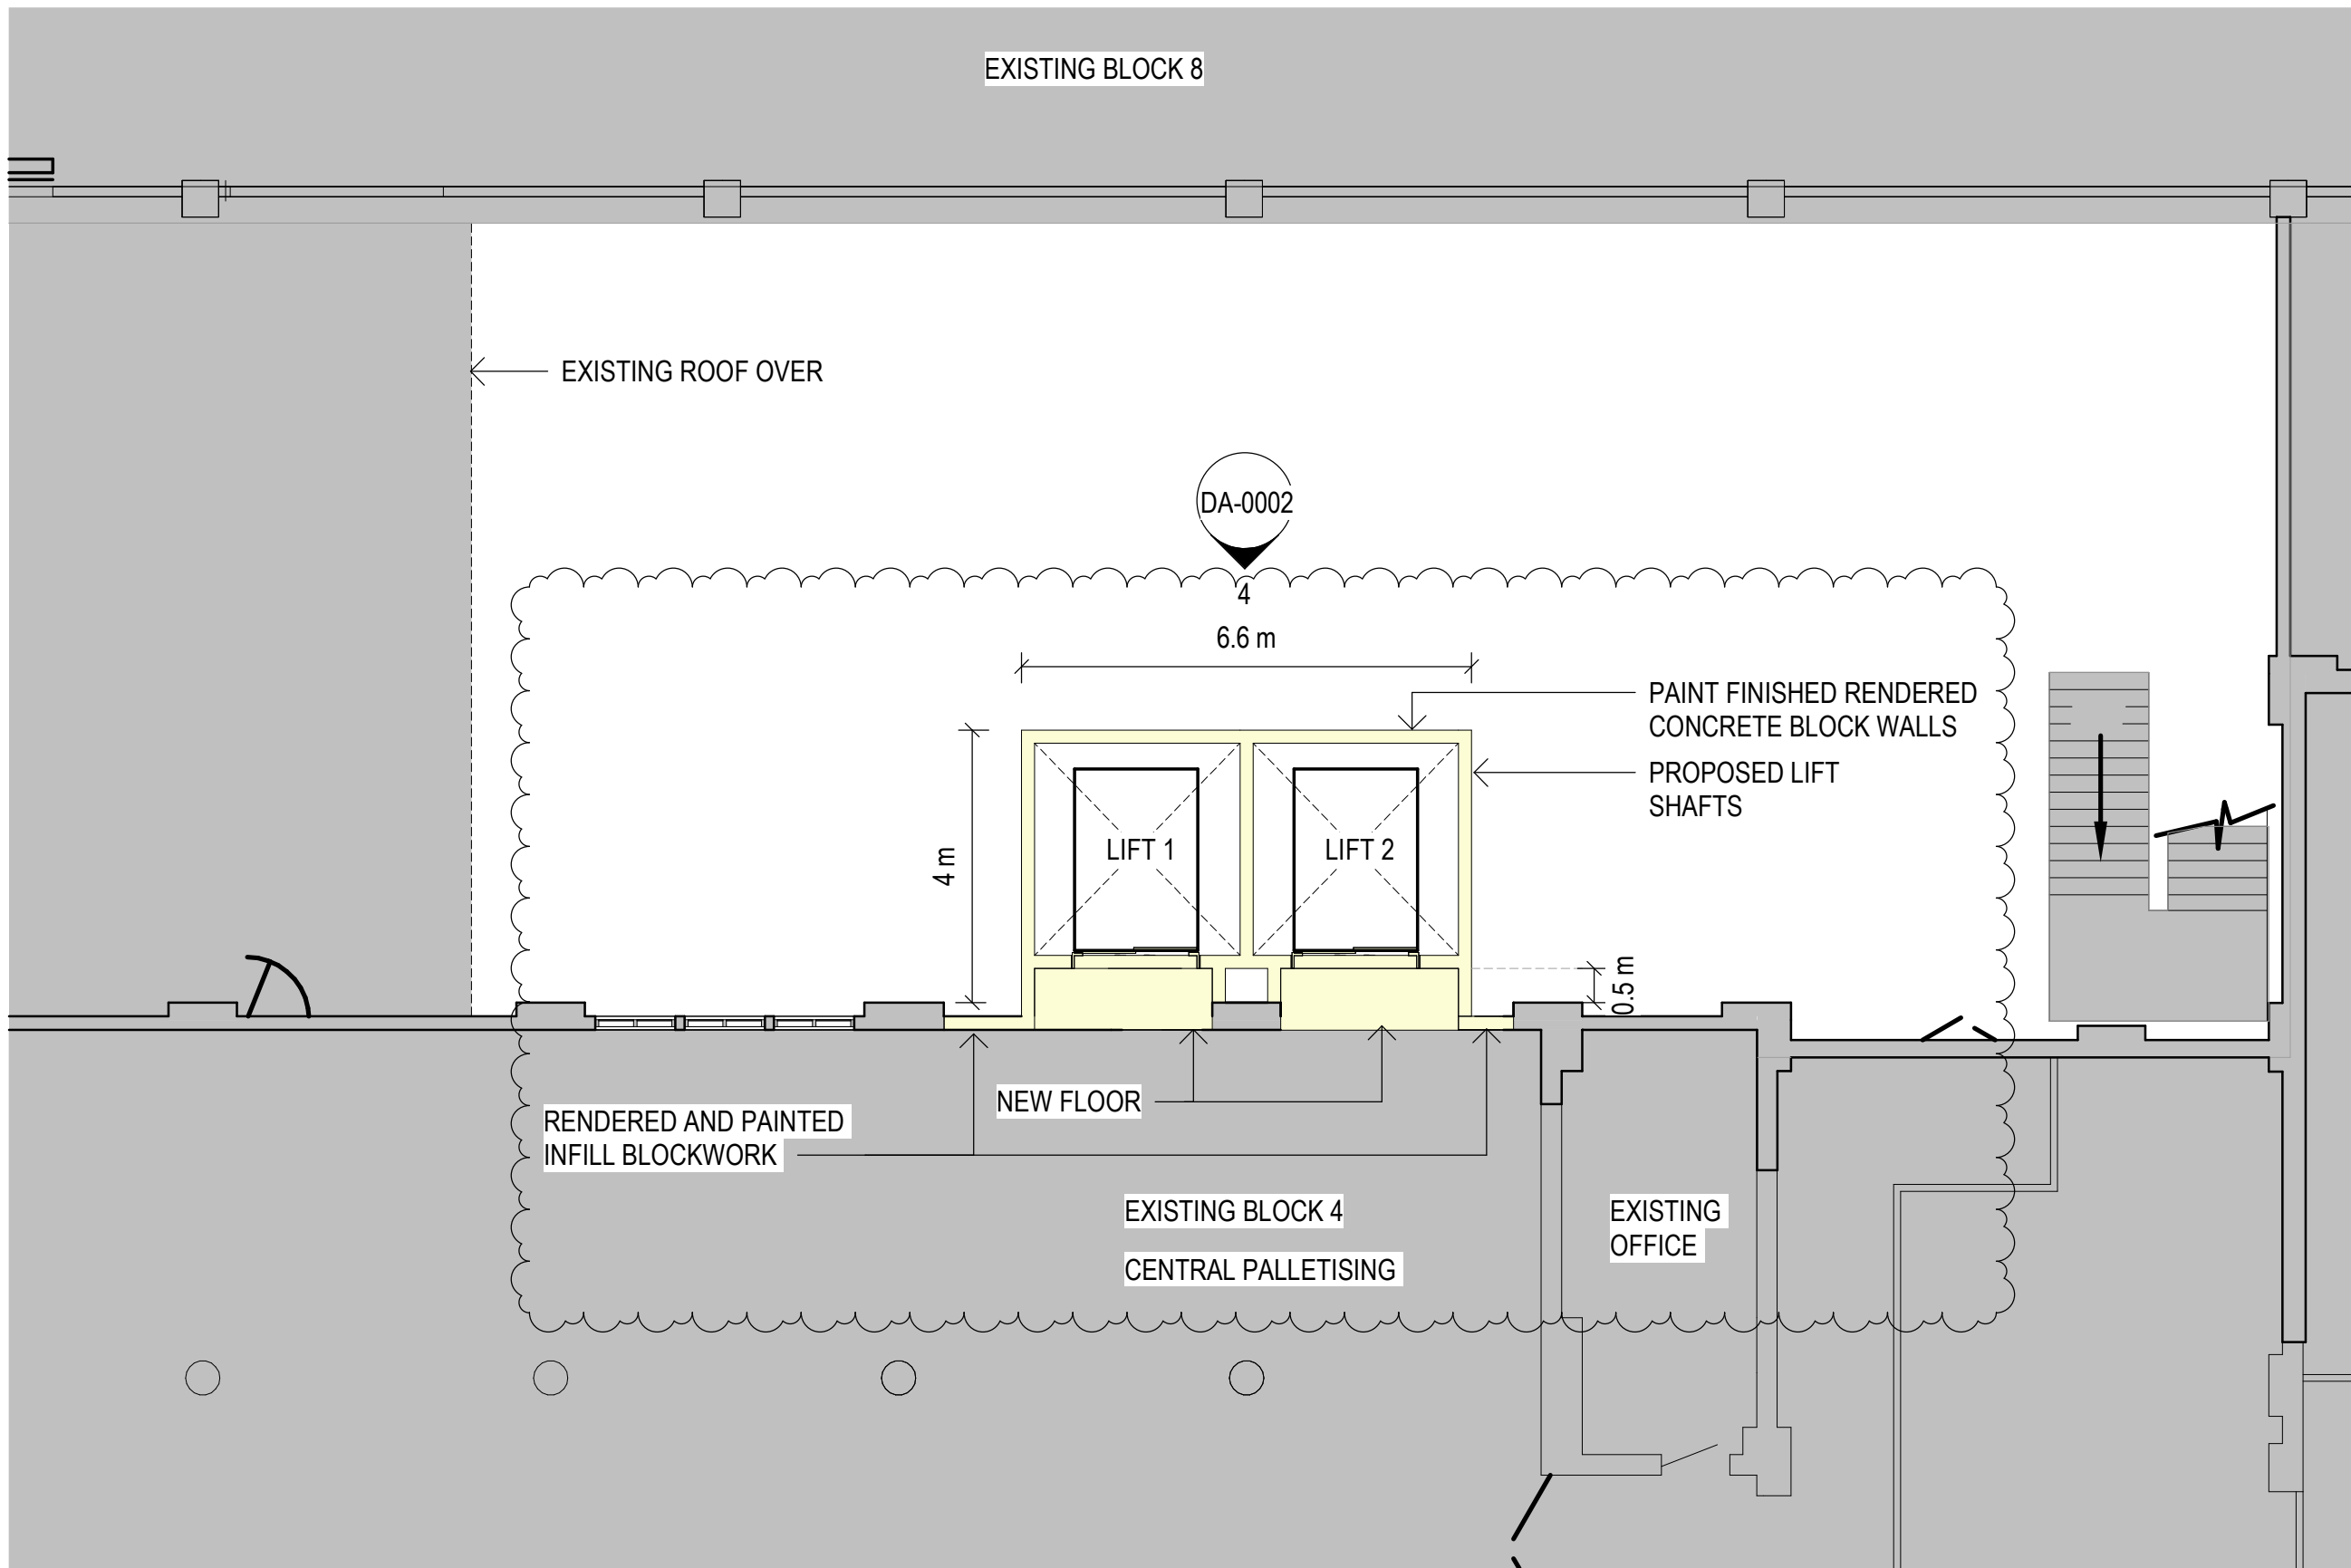 EXISTING BLOCK 8
EXISTING ROOF OVER
DA-0002
4
6.6 m
PAINT FINISHED RENDERED
CONCRETE BLOCK WALLS
PROPOSED LIFT
SHAFTS
LIFT 1
LIFT 2
4 m
0.5 m
NEW FLOOR
RENDERED AND PAINTED
INFILL BLOCKWORK
EXISTING BLOCK 4
CENTRAL PALLETISING
EXISTING
OFFICE